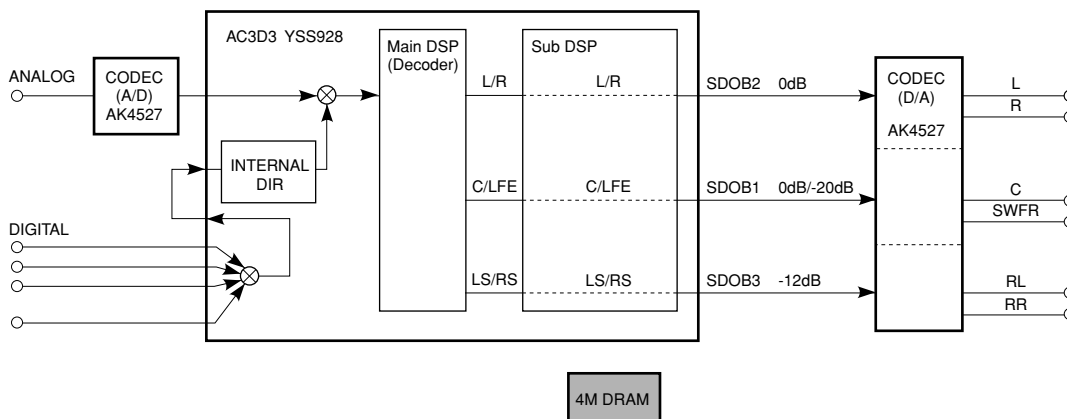 AC3D3 YSS928
Main DSP
(Decoder)
Sub DSP
ANALOG
CODEC
(A/D)
AK4527
L/R
L/R
SDOB2 0dB
CODEC
(D/A)
AK4527
L
R
INTERNAL
DIR
C/LFE
C/LFE
SDOB1 0dB/-20dB
C
SWFR
DIGITAL
LS/RS
LS/RS
SDOB3 -12dB
RL
RR
4M DRAM